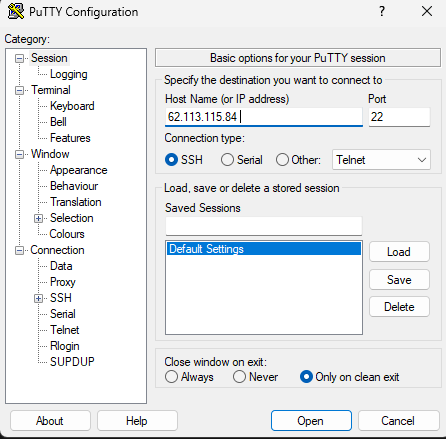 PuTTY Configuration
?
Category:
Session
Logging
Terminal
Keyboard
Bell
Features
Window
Appearance
Behaviour
Translation
Selection
Colours
Connection
Data
Proxy
SSH
Serial
Telnet
Rlogin
SUPDUP
Basic options for your PuTTY session
Specify the destination you want to connect to
Host Name (or IP address) Port
62.113.115.84 22
Connection type:
SSH Serial Other: Telnet
Load, save or delete a stored session
Saved Sessions
Default Settings
Load
Save
Delete
Close window on exit:
Always Never Only on clean exit
About Help Open Cancel